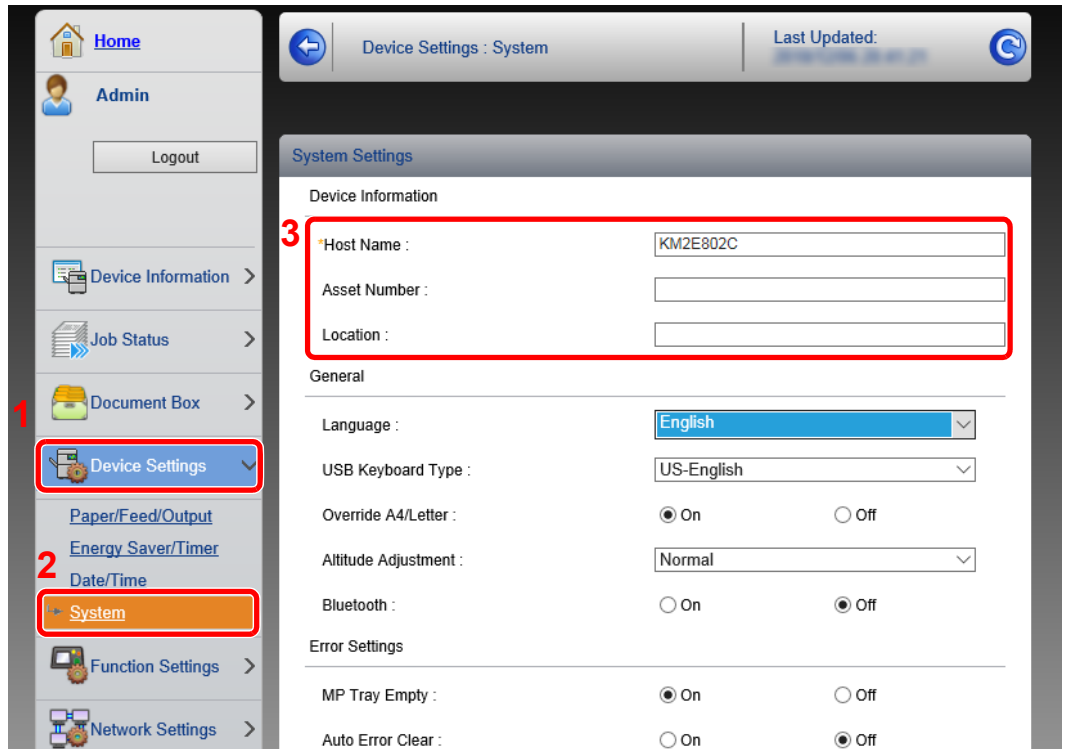 Home
Admin
Logout
Device Information
Job Status
Document Box
1
Device Settings
Paper/Feed/Output
Energy Saver/Timer
2
Date/Time
System
Function Settings
Network Settings
Device Settings : System
Last Updated:
System Settings
Device Information
3
*Host Name : KM2E802C
Asset Number :
Location :
General
Language : English
USB Keyboard Type : US-English
Override A4/Letter : On Off
Altitude Adjustment : Normal
Bluetooth : On Off
Error Settings
MP Tray Empty : On Off
Auto Error Clear : On Off